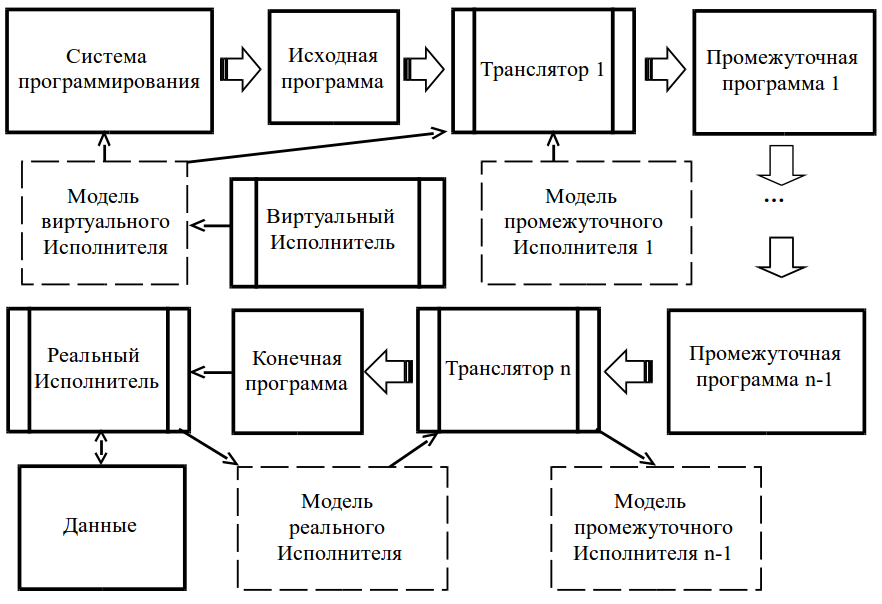 Система
программирования
Исходная
программа
Транслятор 1
Промежуточная
программа 1
...
Модель
виртуального
Исполнителя
Виртуальный
Исполнитель
Модель
промежуточного
Исполнителя 1
Реальный
Исполнитель
Конечная
программа
Транслятор n
Промежуточная
программа n-1
Данные
Модель
реального
Исполнителя
Модель
промежуточного
Исполнителя n-1